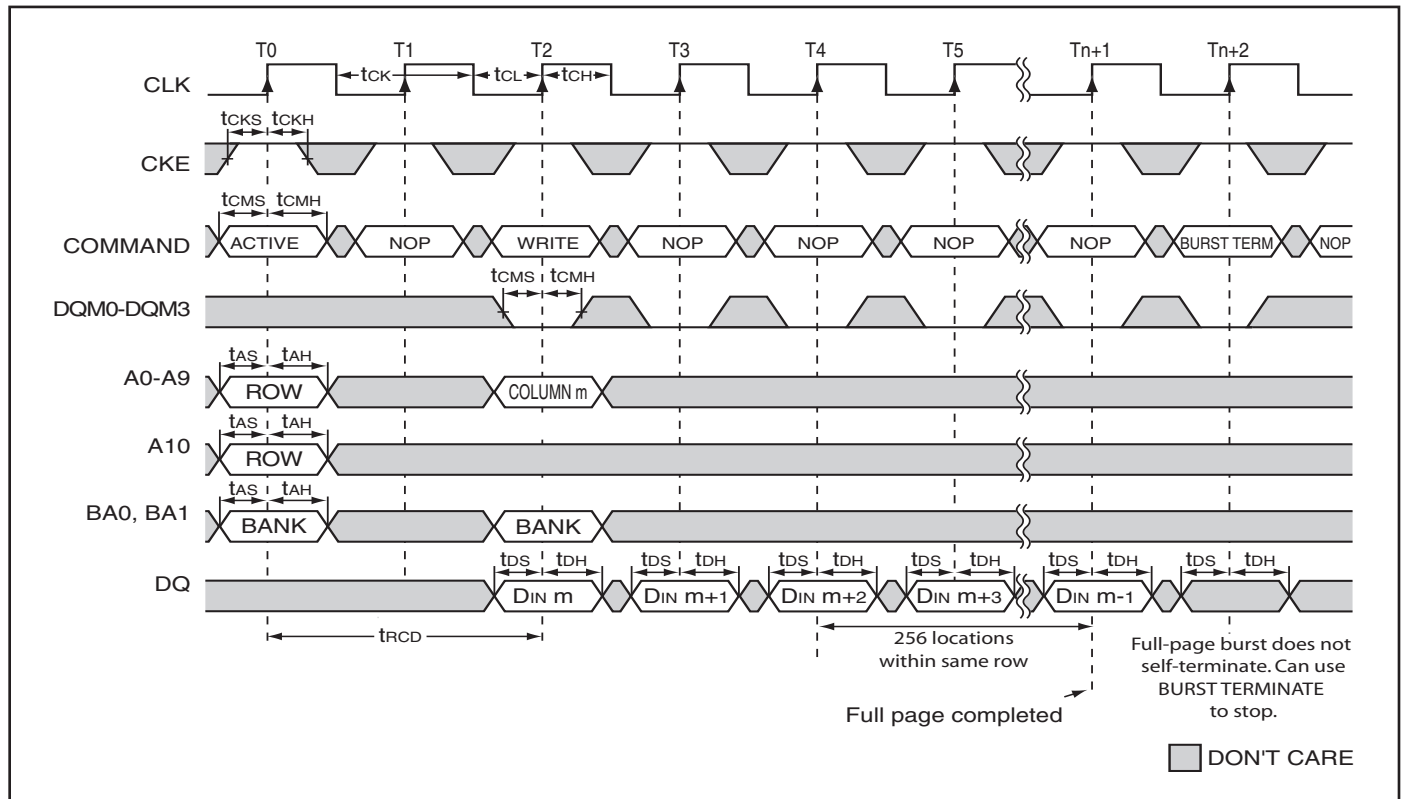 T0 T1 T2 T3 T4 T5 Tn+1 Tn+2
CLK tCK tCL tCH
tCKS tCKH
CKE
tCMS tCMH
COMMAND ACTIVE NOP WRITE NOP NOP NOP NOP BURST TERM NOP
tCMS tCMH
DQM0-DQM3
tAS tAH
A0-A9 ROW COLUMN m
tAS tAH
A10 ROW
tAS tAH
BA0, BA1 BANK BANK
tDS tDH tDS tDH tDS tDH tDS tDH tDS tDH tDS tDH
DQ DIN m DIN m+1 DIN m+2 DIN m+3 DIN m-1
tRCD
256 locations
within same row
Full page completed
Full-page burst does not
self-terminate. Can use
BURST TERMINATE
to stop.
DON'T CARE